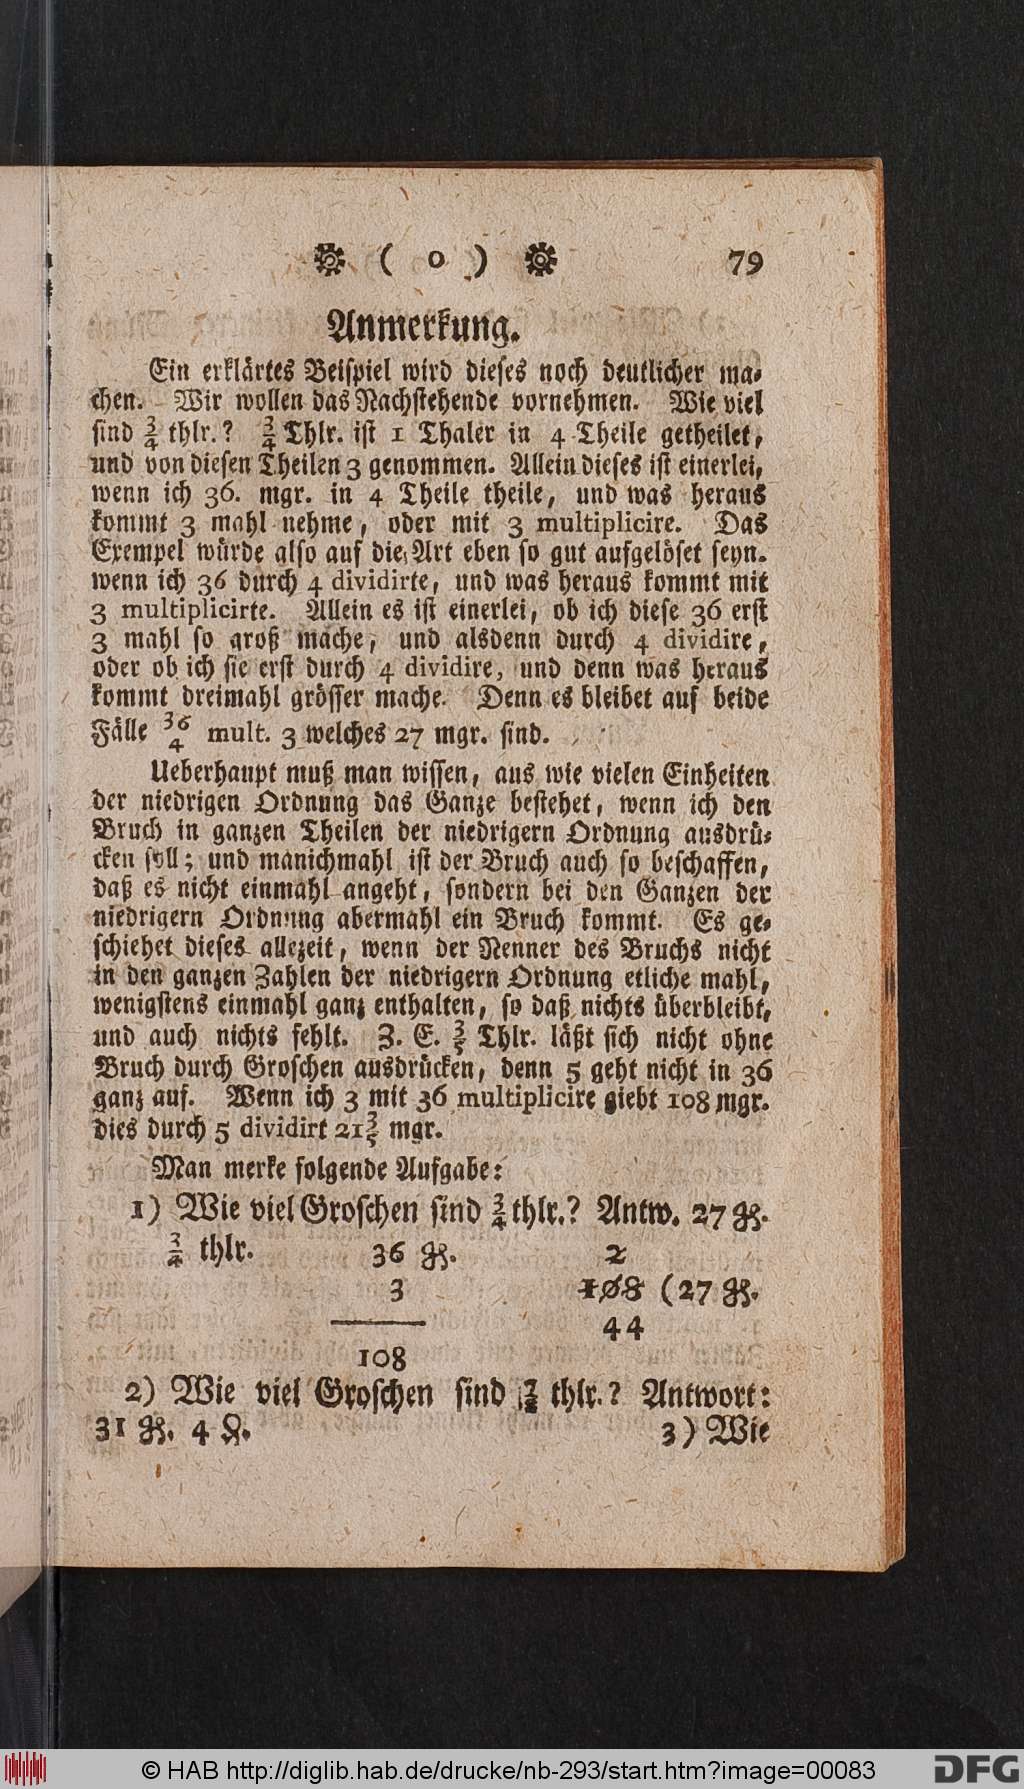 ( o ) 79
Anmerkung.
Ein erklärtes Beispiel wird dieses noch deutlicher ma-
chen. Wir wollen das Nachstehende vornehmen. Wie viel
sind 3/4 thlr.? 3/4 Thlr. ist 1 Thaler in 4 Theile getheilet,
und von diesen Theilen 3 genommen. Allein dieses ist einerlei,
wenn ich 36. mgr. in 4 Theile theile, und was heraus
kommt 3 mahl nehme, oder mit 3 multiplicire. Das
Exempel würde also auf die Art eben so gut aufgelöset seyn.
wenn ich 36 durch 4 dividirte, und was heraus kommt mit
3 multiplicirte. Allein es ist einerlei, ob ich diese 36 erst
3 mahl so groß mache, und alsdenn durch 4 dividire,
oder ob ich sie erst durch 4 dividire, und denn was heraus
kommt dreimahl grösser mache. Denn es bleibet auf beide
Fälle 36/4 mult. 3 welches 27 mgr. sind.
Ueberhaupt muß man wissen, aus wie vielen Einheiten
der niedrigen Ordnung das Ganze bestehet, wenn ich den
Bruch in ganzen Theilen der niedrigern Ordnung ausdrü-
cken soll; und manichmahl ist der Bruch auch so beschaffen,
daß es nicht einmahl angeht, sondern bei den Ganzen der
niedrigern Ordnung abermahl ein Bruch kommt. Es ge-
schiehet dieses allezeit, wenn der Nenner des Bruchs nicht
in den ganzen Zahlen der niedrigern Ordnung etliche mahl,
wenigstens einmahl ganz enthalten, so daß nichts überbleibt,
und auch nichts fehlt. Z. E. 3/5 Thlr. läßt sich nicht ohne
Bruch durch Groschen ausdrücken, denn 5 geht nicht in 36
ganz auf. Wenn ich 3 mit 36 multiplicire giebt 108 mgr.
dies durch 5 dividirt 21 3/5 mgr.
Man merke folgende Aufgabe:
1) Wie viel Groschen sind 3/4 thlr.? Antw. 27 gr.
3/4 thlr. 36 gr. 2
3 108 (27 gr.
44
108
2) Wie viel Groschen sind thlr.? Antwort:
31 gr. 4 ₰.
3) Wie
© HAB http://diglib.hab.de/drucke/nb-293/start.htm?image=00083
DFG